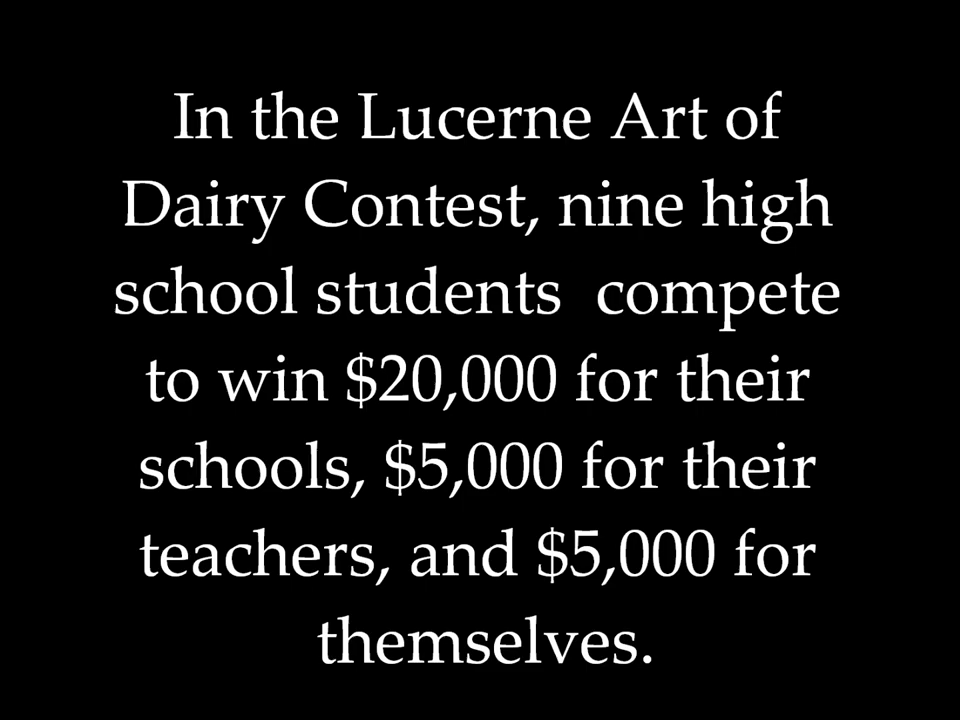 In the Lucerne Art of
Dairy Contest, nine high
school students  compete
to win $20,000 for their
schools, $5,000 for their
teachers, and $5,000 for
themselves.